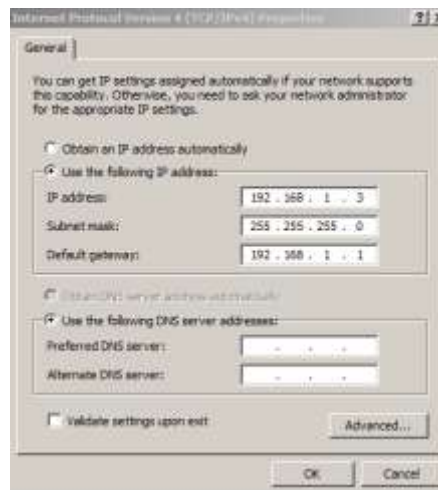 Internet Protocol Version 4 (TCP/IPv4) Properties
General
You can get IP settings assigned automatically if your network supports
this capability. Otherwise, you need to ask your network administrator
for the appropriate IP settings.
Obtain an IP address automatically
Use the following IP address:
IP address: 192 . 168 . 1 . 3
Subnet mask: 255 . 255 . 255 . 0
Default gateway: 192 . 168 . 1 . 1
Obtain DNS server address automatically
Use the following DNS server addresses:
Preferred DNS server: . . .
Alternate DNS server: . . .
Validate settings upon exit
Advanced...
OK Cancel